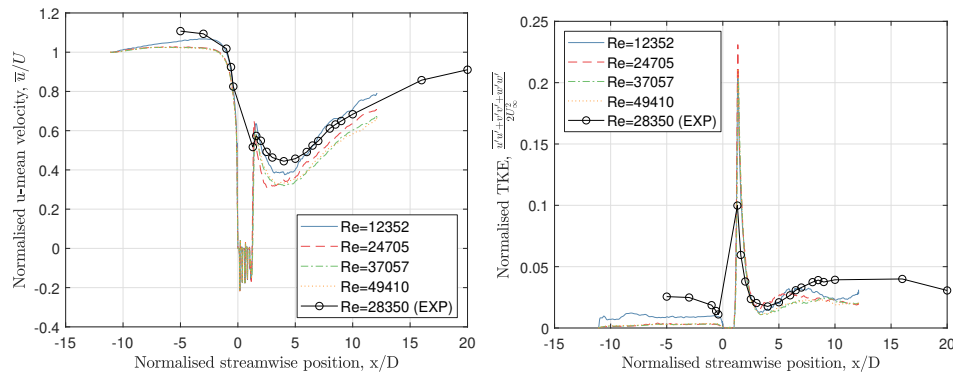 Normalised u-mean velocity, u̅/U
1.2
1
0.8
0.6
0.4
0.2
0
-0.2
-0.4
Re=12352
Re=24705
Re=37057
Re=49410
Re=28350 (EXP)
-15 -10 -5 0 5 10 15 20
Normalised streamwise position, x/D
Normalised TKE, (u'u'+v'v'+w'w')/(2U∞²)
0.25
0.2
0.15
0.1
0.05
0
Re=12352
Re=24705
Re=37057
Re=49410
Re=28350 (EXP)
-15 -10 -5 0 5 10 15 20
Normalised streamwise position, x/D